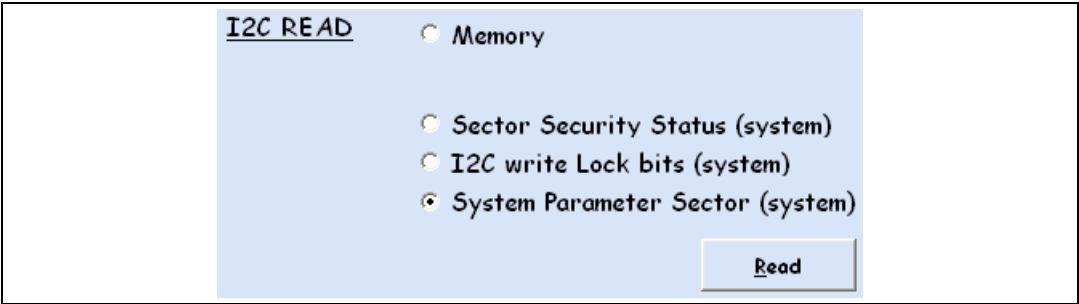 I2C READ
Memory
Sector Security Status (system)
I2C write Lock bits (system)
System Parameter Sector (system)
Read